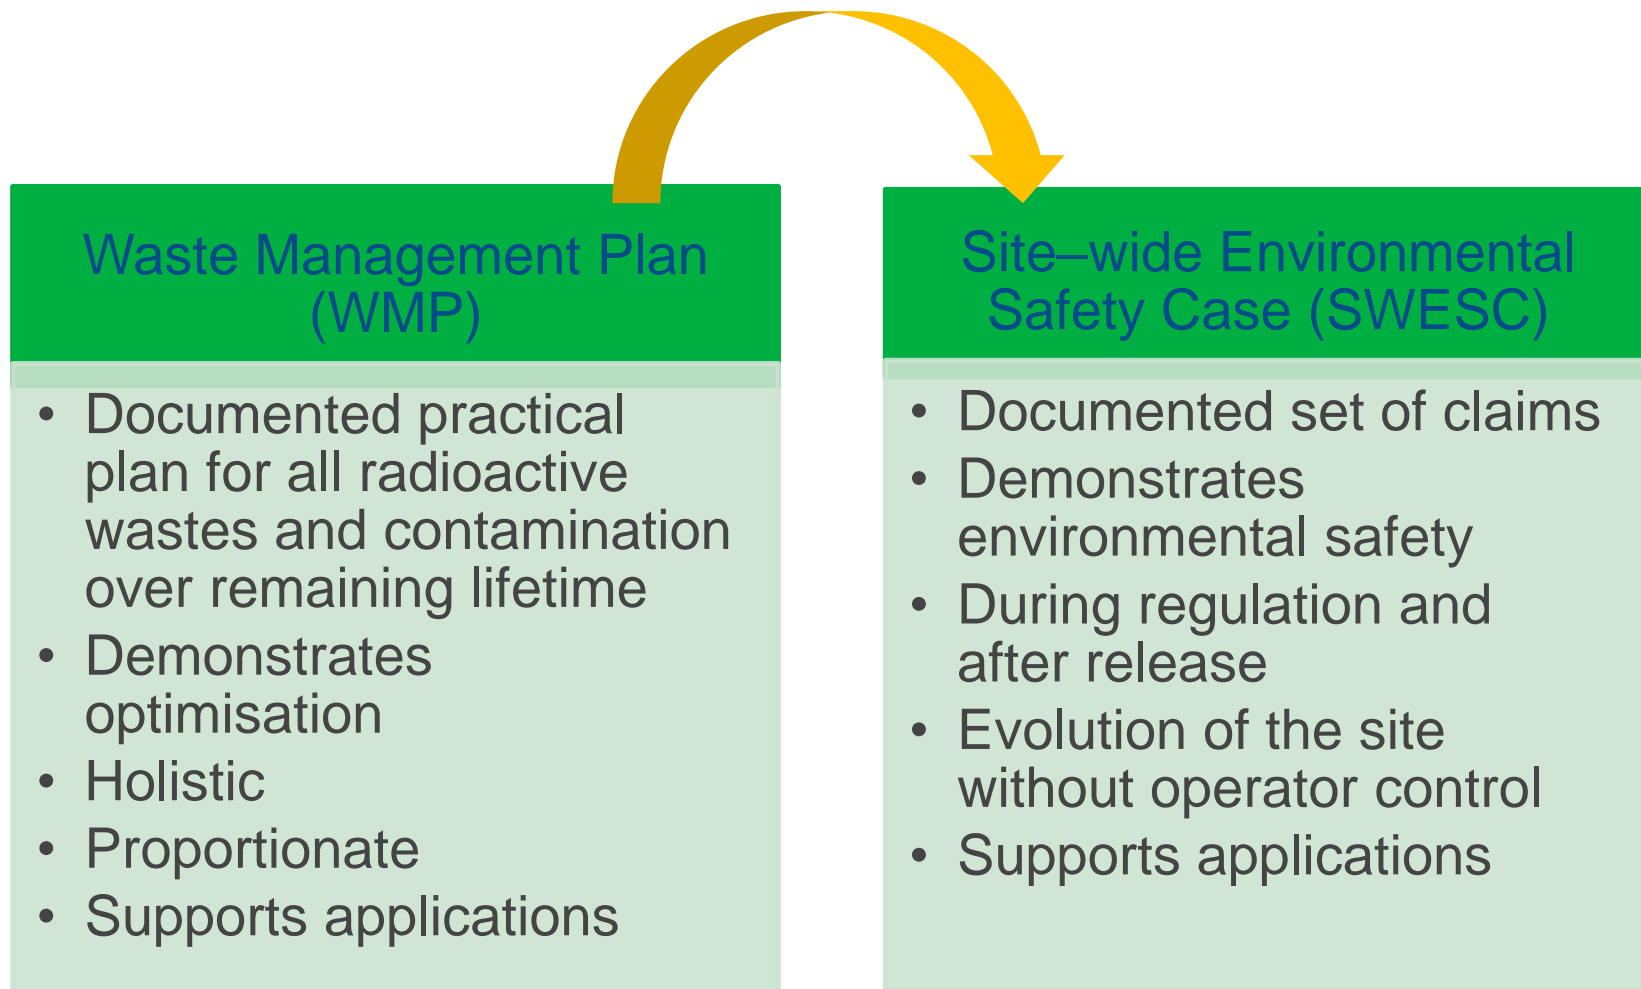 Waste Management Plan
(WMP)
• Documented practical
plan for all radioactive
wastes and contamination
over remaining lifetime
• Demonstrates
optimisation
• Holistic
• Proportionate
• Supports applications
Site–wide Environmental
Safety Case (SWESC)
• Documented set of claims
• Demonstrates
environmental safety
• During regulation and
after release
• Evolution of the site
without operator control
• Supports applications